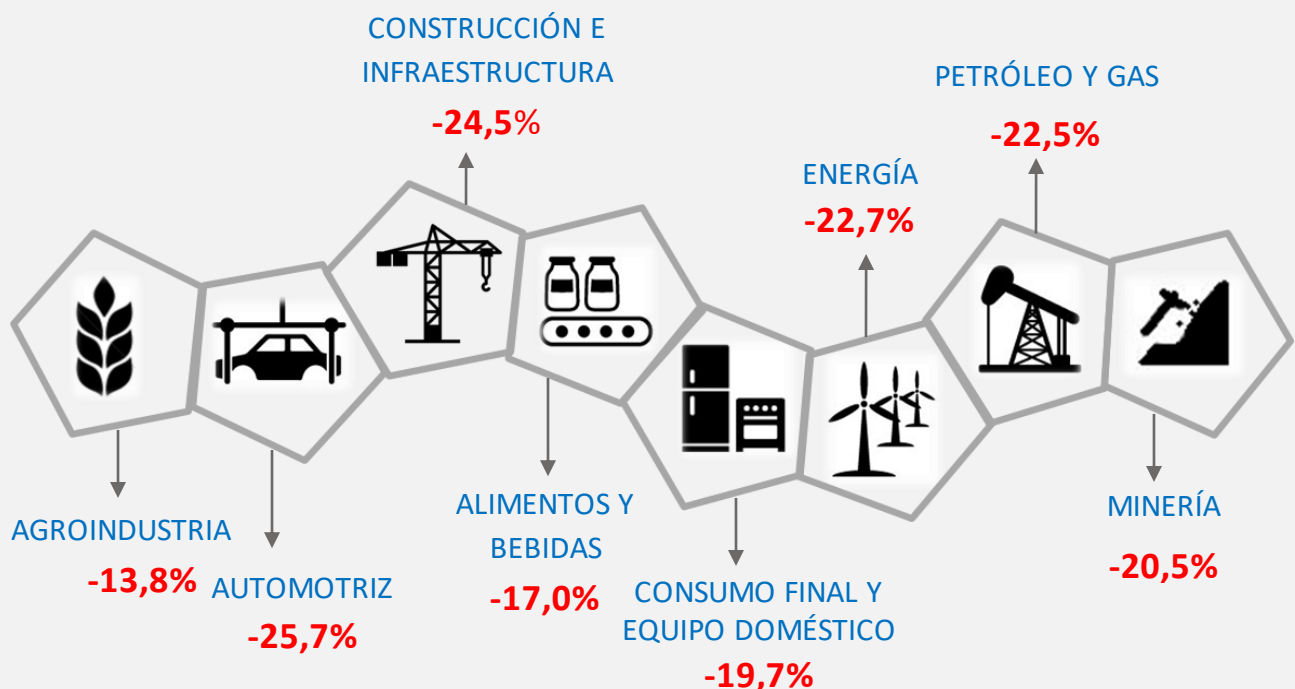 CONSTRUCCIÓN E
INFRAESTRUCTURA
-24,5%
PETRÓLEO Y GAS
-22,5%
ENERGÍA
-22,7%
AGROINDUSTRIA
-13,8%
AUTOMOTRIZ
-25,7%
ALIMENTOS Y
BEBIDAS
-17,0%
CONSUMO FINAL Y
EQUIPO DOMÉSTICO
-19,7%
MINERÍA
-20,5%